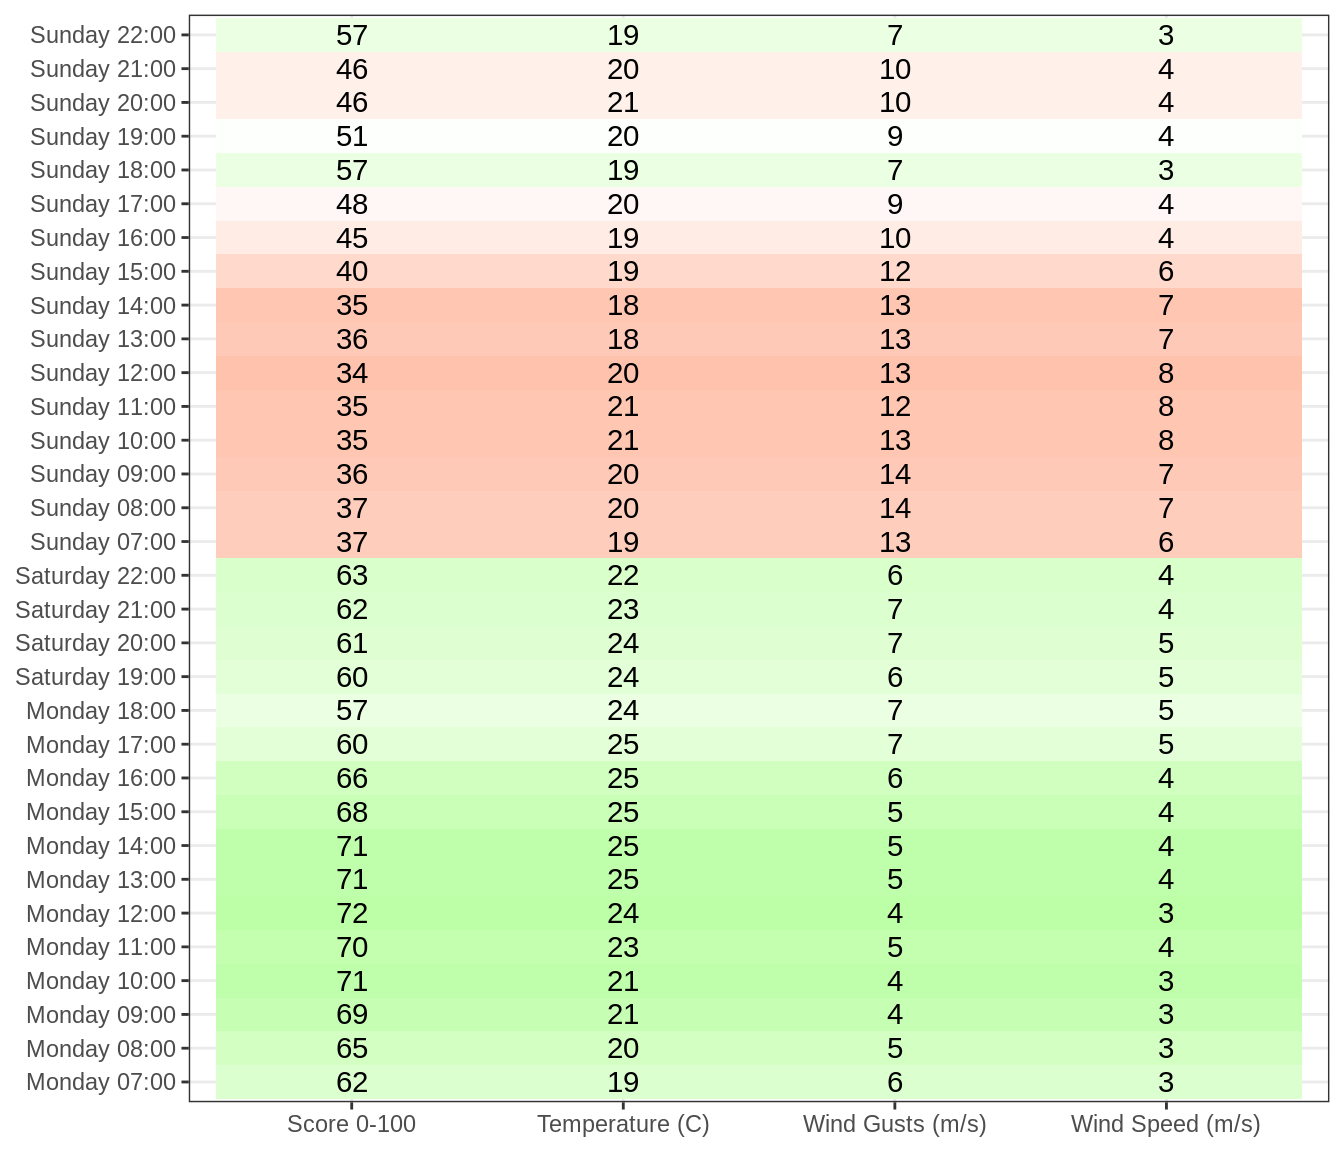 Sunday 22:00 57 19 7 3
Sunday 21:00 46 20 10 4
Sunday 20:00 46 21 10 4
Sunday 19:00 51 20 9 4
Sunday 18:00 57 19 7 3
Sunday 17:00 48 20 9 4
Sunday 16:00 45 19 10 4
Sunday 15:00 40 19 12 6
Sunday 14:00 35 18 13 7
Sunday 13:00 36 18 13 7
Sunday 12:00 34 20 13 8
Sunday 11:00 35 21 12 8
Sunday 10:00 35 21 13 8
Sunday 09:00 36 20 14 7
Sunday 08:00 37 20 14 7
Sunday 07:00 37 19 13 6
Saturday 22:00 63 22 6 4
Saturday 21:00 62 23 7 4
Saturday 20:00 61 24 7 5
Saturday 19:00 60 24 6 5
Monday 18:00 57 24 7 5
Monday 17:00 60 25 7 5
Monday 16:00 66 25 6 4
Monday 15:00 68 25 5 4
Monday 14:00 71 25 5 4
Monday 13:00 71 25 5 4
Monday 12:00 72 24 4 3
Monday 11:00 70 23 5 4
Monday 10:00 71 21 4 3
Monday 09:00 69 21 4 3
Monday 08:00 65 20 5 3
Monday 07:00 62 19 6 3
Score 0-100 Temperature (C) Wind Gusts (m/s) Wind Speed (m/s)